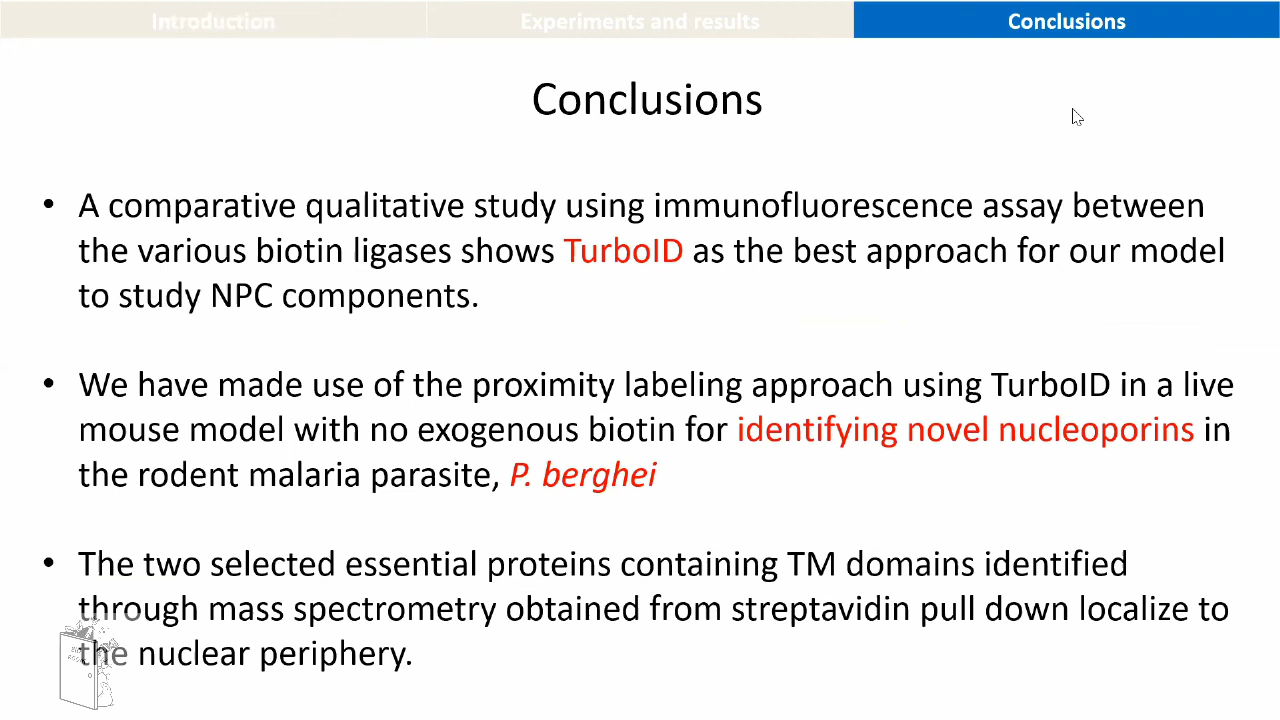 Introduction
Experiments and results
Conclusions
Conclusions
• A comparative qualitative study using immunofluorescence assay between
the various biotin ligases shows TurboID as the best approach for our model
to study NPC components.
• We have made use of the proximity labeling approach using TurboID in a live
mouse model with no exogenous biotin for identifying novel nucleoporins in
the rodent malaria parasite, P. berghei
• The two selected essential proteins containing TM domains identified
through mass spectrometry obtained from streptavidin pull down localize to
the nuclear periphery.